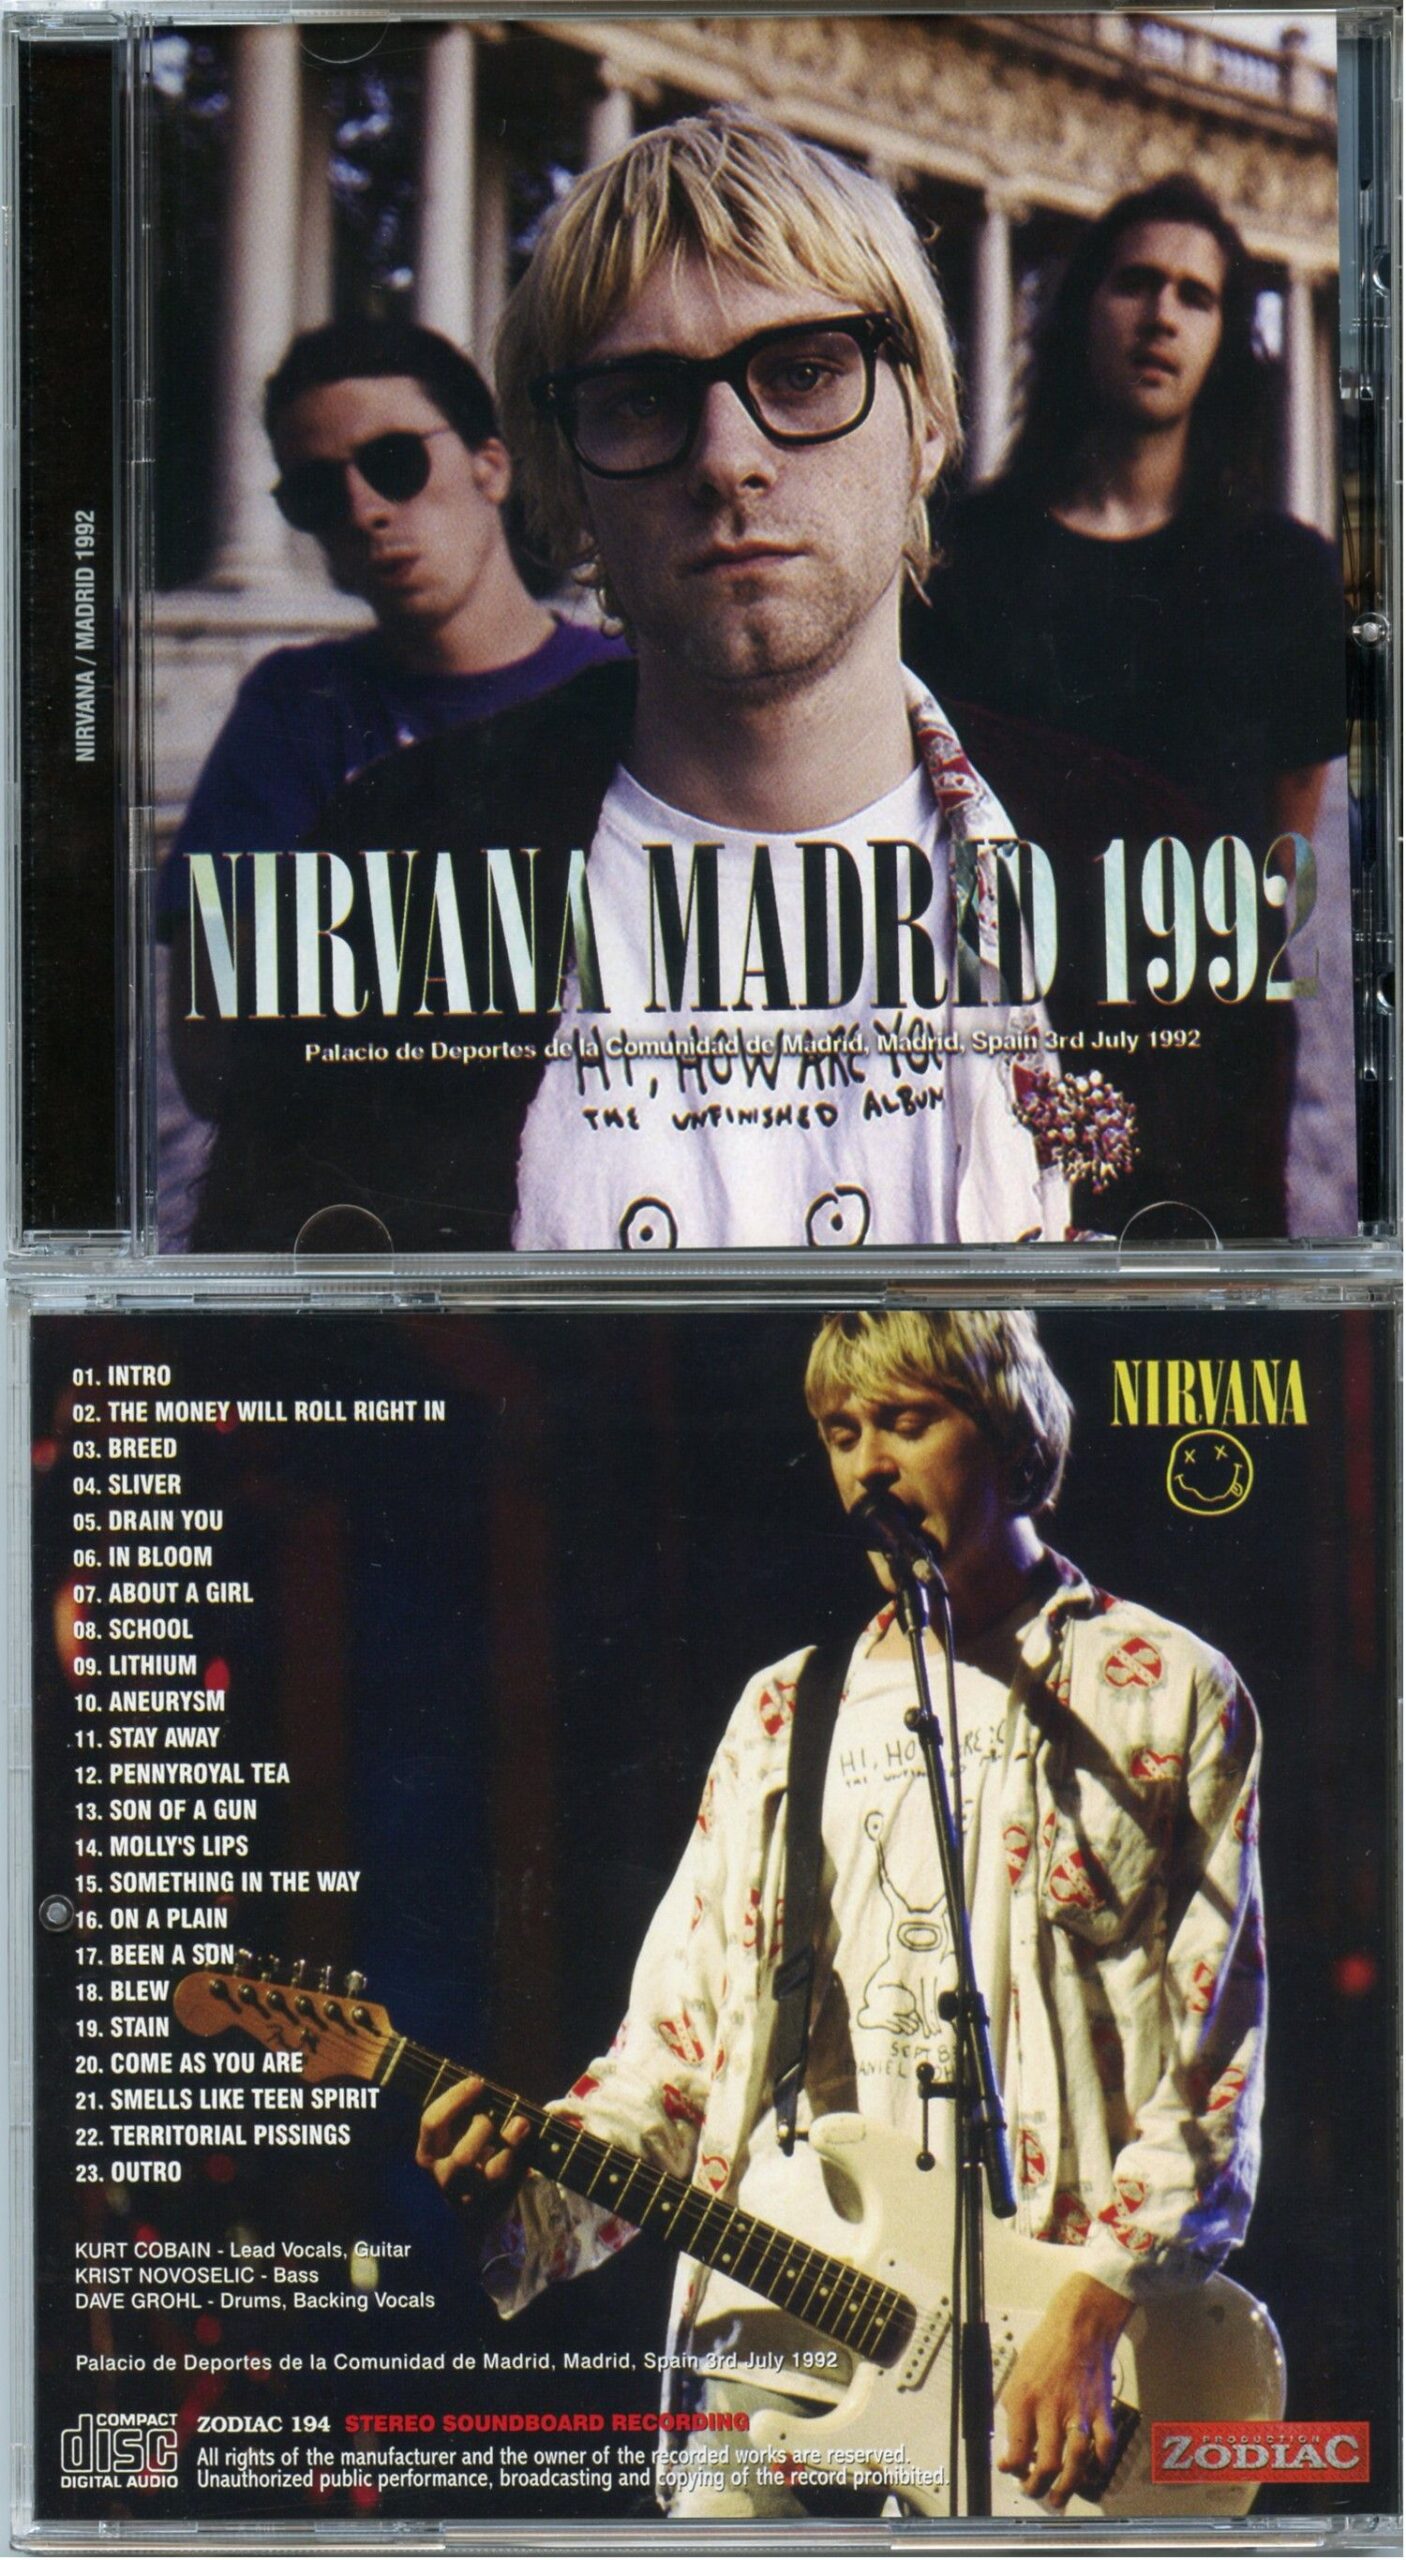 NIRVANA / MADRID 1992
NIRVANA MADRID 1992
Palacio de Deportes de la Comunidad de Madrid, Madrid, Spain 3rd July 1992
HI, HOW ARE YOU
THE UNFINISHED ALBUM
01. INTRO
02. THE MONEY WILL ROLL RIGHT IN
03. BREED
04. SLIVER
05. DRAIN YOU
06. IN BLOOM
07. ABOUT A GIRL
08. SCHOOL
09. LITHIUM
10. ANEURYSM
11. STAY AWAY
12. PENNYROYAL TEA
13. SON OF A GUN
14. MOLLY'S LIPS
15. SOMETHING IN THE WAY
16. ON A PLAIN
17. BEEN A SON
18. BLEW
19. STAIN
20. COME AS YOU ARE
21. SMELLS LIKE TEEN SPIRIT
22. TERRITORIAL PISSINGS
23. OUTRO
NIRVANA
HI, HO
SEPT 8
KURT COBAIN - Lead Vocals, Guitar
KRIST NOVOSELIC - Bass
DAVE GROHL - Drums, Backing Vocals
Palacio de Deportes de la Comunidad de Madrid, Madrid, Spain 3rd July 1992
COMPACT
disc
DIGITAL AUDIO
ZODIAC 194 STEREO SOUNDBOARD RECORDING
All rights of the manufacturer and the owner of the recorded works are reserved.
Unauthorized public performance, broadcasting and copying of the record prohibited.
PRODUCTION
ZODIAC